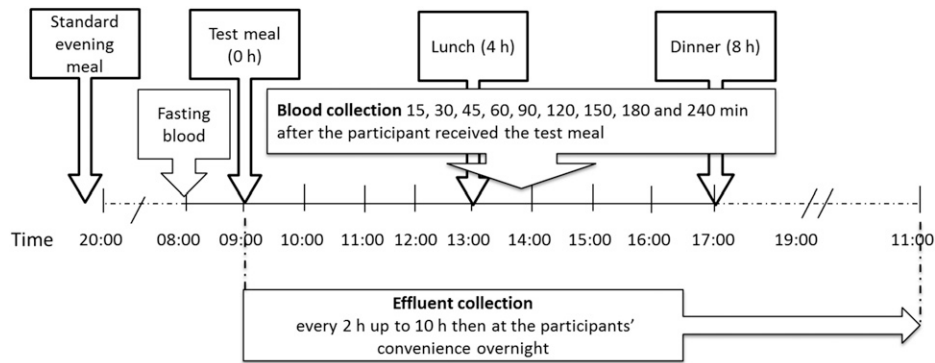 Standard
evening
meal
Test meal
(0 h)
Lunch (4 h)
Dinner (8 h)
Fasting
blood
Blood collection 15, 30, 45, 60, 90, 120, 150, 180 and 240 min
after the participant received the test meal
Time 20:00 08:00 09:00 10:00 11:00 12:00 13:00 14:00 15:00 16:00 17:00 19:00 11:00
Effluent collection
every 2 h up to 10 h then at the participants’
convenience overnight